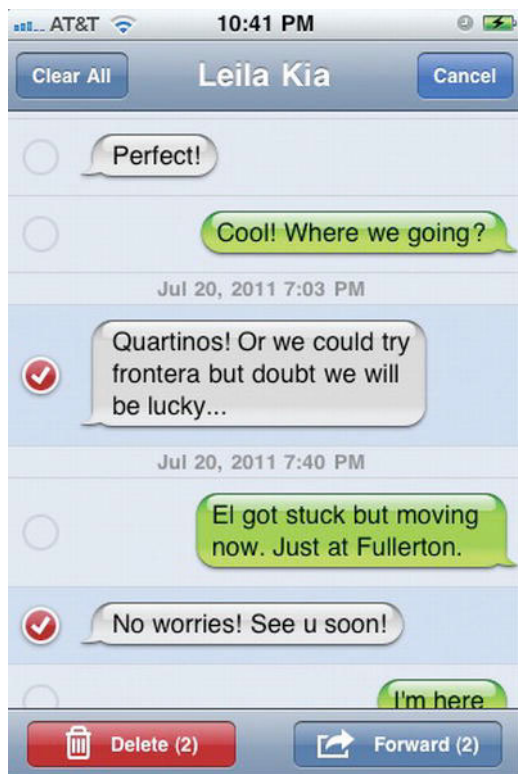 AT&T 10:41 PM
Clear All Leila Kia Cancel
Perfect!
Cool! Where we going?
Jul 20, 2011 7:03 PM
Quartinos! Or we could try
frontera but doubt we will
be lucky...
Jul 20, 2011 7:40 PM
El got stuck but moving
now. Just at Fullerton.
No worries! See u soon!
I'm here
Delete (2) Forward (2)